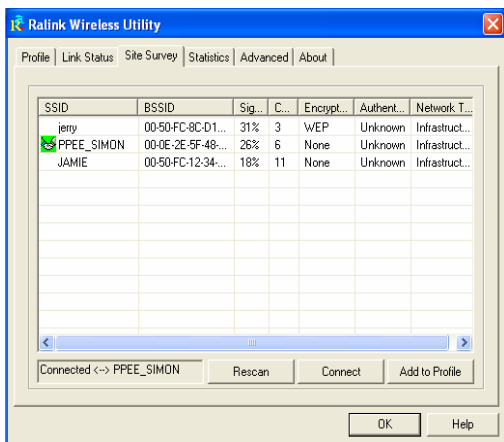 Ralink Wireless Utility
Profile Link Status Site Survey Statistics Advanced About
SSID BSSID Sig... C... Encrypt... Authent... Network T...
jerry 00-50-FC-8C-D1... 31% 3 WEP Unknown Infrastruct...
PPEE_SIMON 00-0E-2E-5F-48-... 26% 6 None Unknown Infrastruct...
JAMIE 00-50-FC-12-34-... 18% 11 None Unknown Infrastruct...
Connected <--> PPEE_SIMON Rescan Connect Add to Profile
OK Help